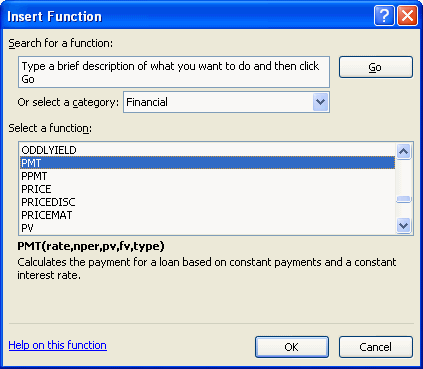 Insert Function
?
Search for a function:
Type a brief description of what you want to do and then click
Go
Go
Or select a category:
Financial
Select a function:
ODDLYIELD
PMT
PPMT
PRICE
PRICEDISC
PRICEMAT
PV
PMT(rate,nper,pv,fv,type)
Calculates the payment for a loan based on constant payments and a constant
interest rate.
Help on this function
OK
Cancel